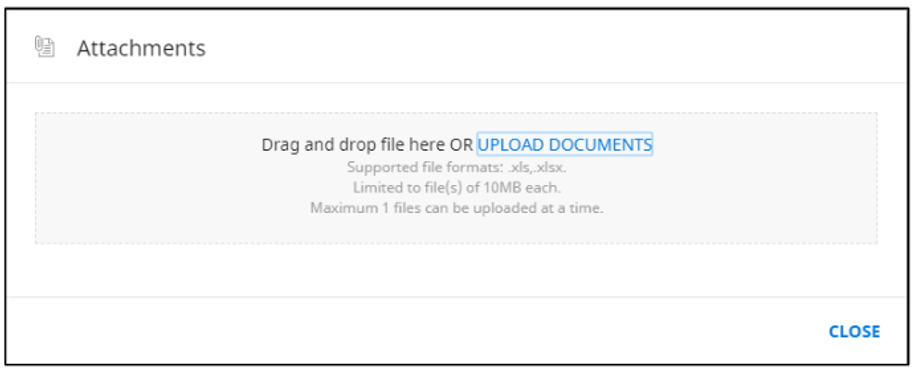 Attachments
Drag and drop file here OR UPLOAD DOCUMENTS
Supported file formats: .xls,.xlsx.
Limited to file(s) of 10MB each.
Maximum 1 files can be uploaded at a time.
CLOSE